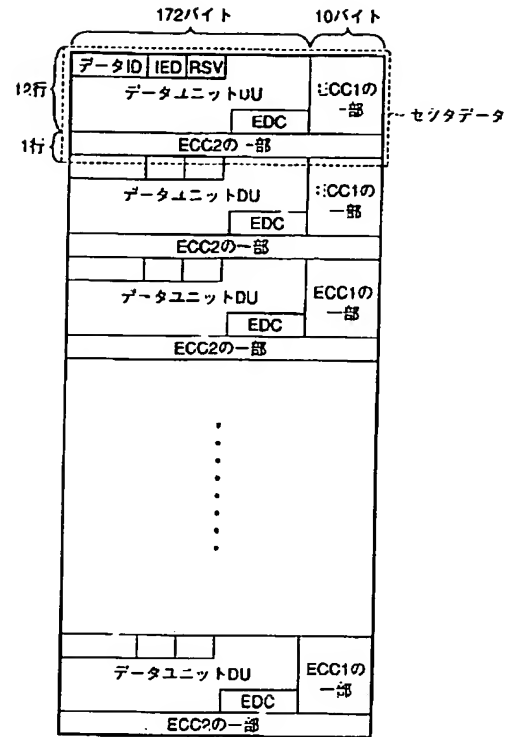 172バイト 10バイト
データID IED RSV
12行
データユニットDU
ECC1の
一部
セクタデータ
EDC
1行
ECC2の一部
データユニットDU
ECC1の
一部
EDC
ECC2の一部
データユニットDU
ECC1の
一部
EDC
ECC2の一部
データユニットDU
ECC1の
一部
EDC
ECC2の一部